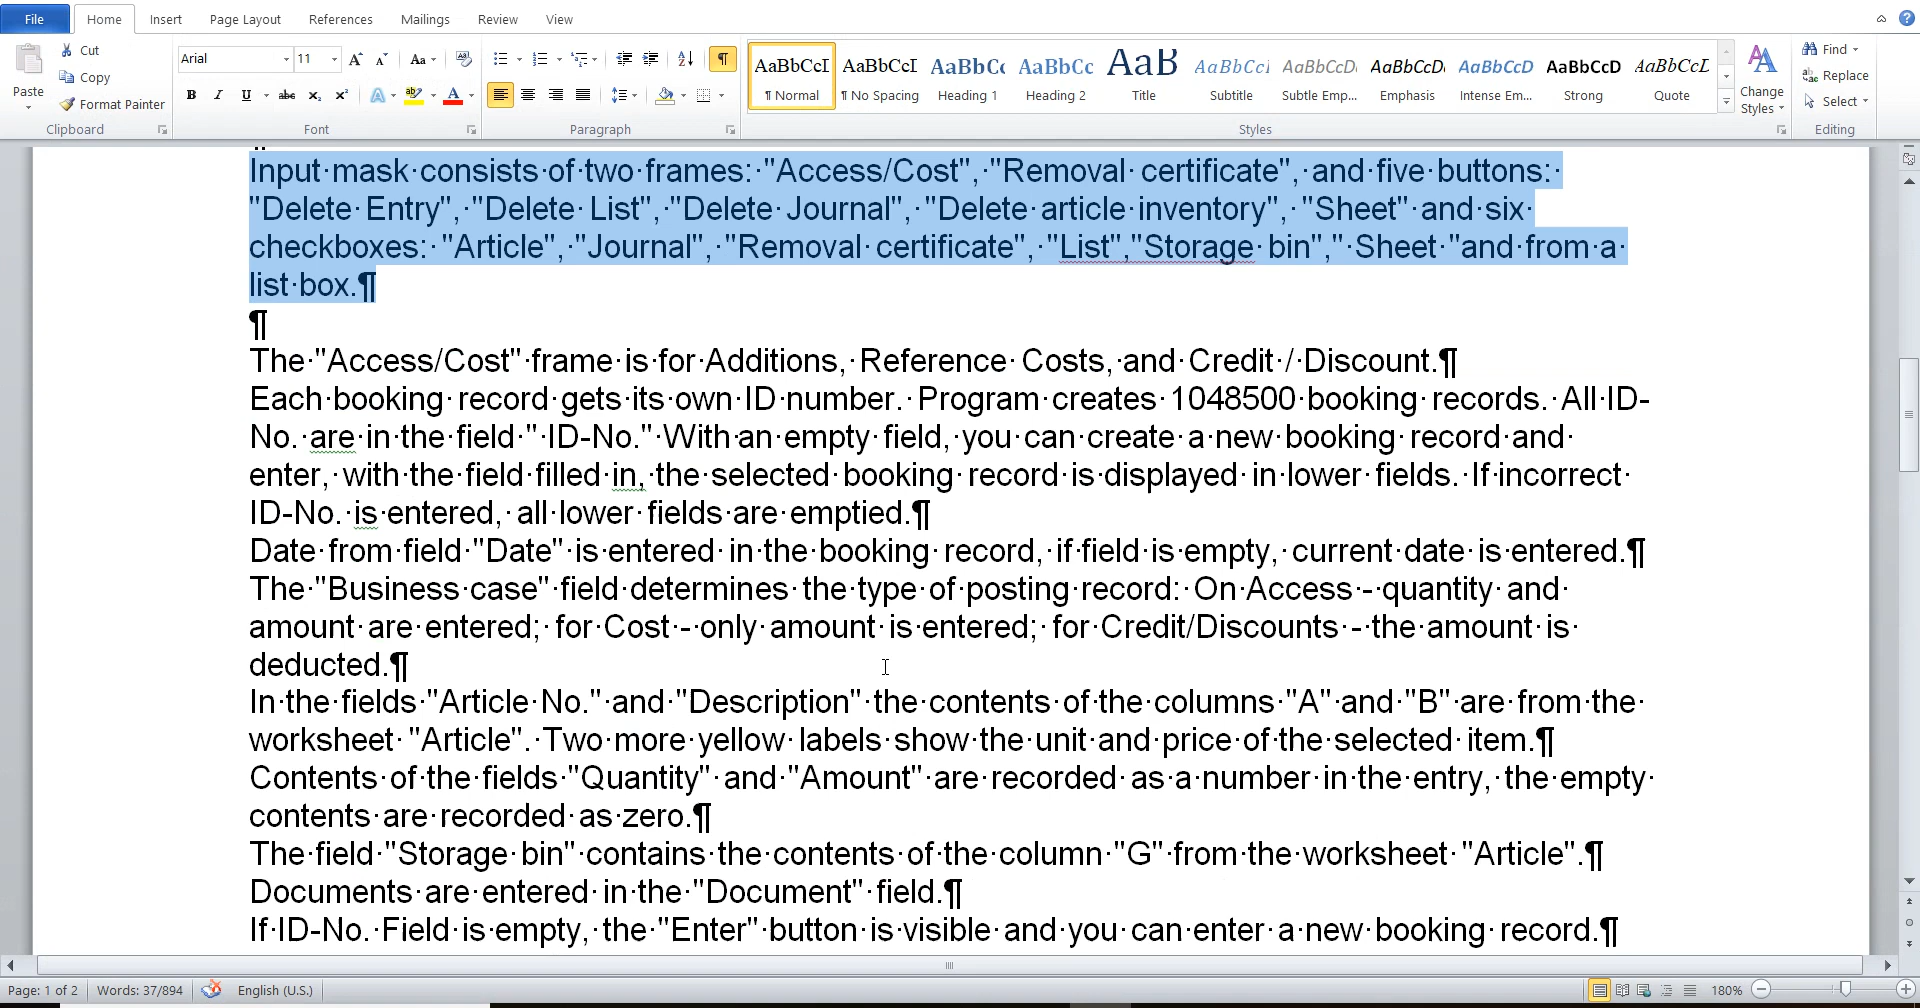 File Home Insert Page Layout References Mailings Review View
Cut
Copy
Format Painter
Paste
Clipboard
Arial 11
Font
Paragraph
AaBbCcI AaBbCcI AaBbCc AaBbCc AaB AaBbCcI AaBbCcDc AaBbCcDc AaBbCcD AaBbCcD AaBbCcL
¶ Normal ¶ No Spacing Heading 1 Heading 2 Title Subtitle Subtle Emp... Emphasis Intense Em... Strong Quote
Change Styles
Styles
Find
Replace
Select
Editing
Input mask consists of two frames: "Access/Cost", "Removal certificate", and five buttons:
"Delete Entry", "Delete List", "Delete Journal", "Delete article inventory", "Sheet" and six
checkboxes: "Article", "Journal", "Removal certificate", "List","Storage bin"," Sheet "and from a
list box.¶
¶
The "Access/Cost" frame is for Additions, Reference Costs, and Credit / Discount.¶
Each booking record gets its own ID number. Program creates 1048500 booking records. All ID-
No. are in the field " ID-No." With an empty field, you can create a new booking record and
enter, with the field filled in, the selected booking record is displayed in lower fields. If incorrect
ID-No. is entered, all lower fields are emptied.¶
Date from field "Date" is entered in the booking record, if field is empty, current date is entered.¶
The "Business case" field determines the type of posting record: On Access - quantity and
amount are entered; for Cost - only amount is entered; for Credit/Discounts - the amount is
deducted.¶
In the fields "Article No." and "Description" the contents of the columns "A" and "B" are from the
worksheet "Article". Two more yellow labels show the unit and price of the selected item.¶
Contents of the fields "Quantity" and "Amount" are recorded as a number in the entry, the empty
contents are recorded as zero.¶
The field "Storage bin" contains the contents of the column "G" from the worksheet "Article".¶
Documents are entered in the "Document" field.¶
If ID-No. Field is empty, the "Enter" button is visible and you can enter a new booking record.¶
Page: 1 of 2 Words: 37/894 English (U.S.) 180%